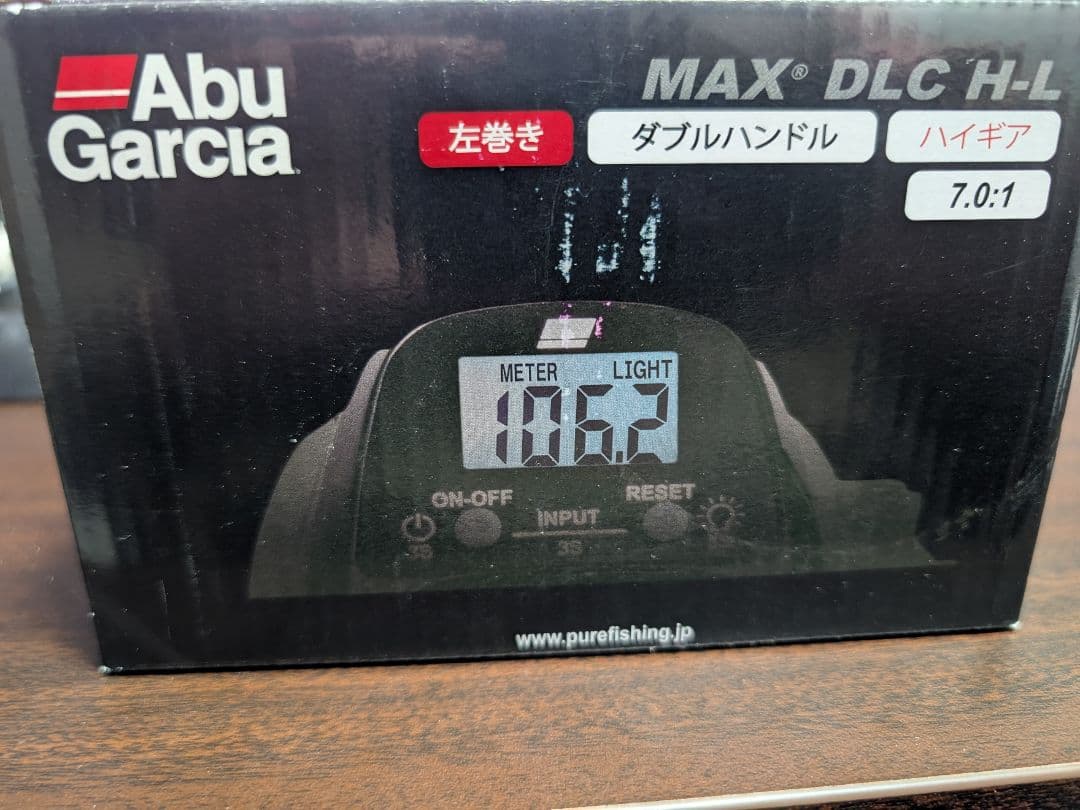 Abu
Garcia
MAX® DLC H-L
左巻き ダブルハンドル ハイギア
7.0:1
METER LIGHT
106.2
ON-OFF RESET
INPUT
3S 3S
www.purefishing.jp